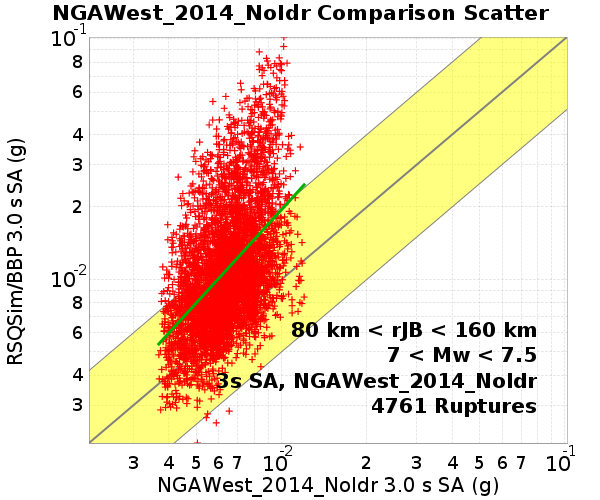 NGAWest_2014_NoIdr Comparison Scatter
10-1
8
6
4
3
2
10-2
8
6
4
3
RSQSim/BBP 3.0 s SA (g)
80 km < rJB < 160 km
7 < Mw < 7.5
3s SA, NGAWest_2014_NoIdr
4761 Ruptures
3 4 5 6 7 10-2 2 3 4 5 6 7 10-1
NGAWest_2014_NoIdr 3.0 s SA (g)